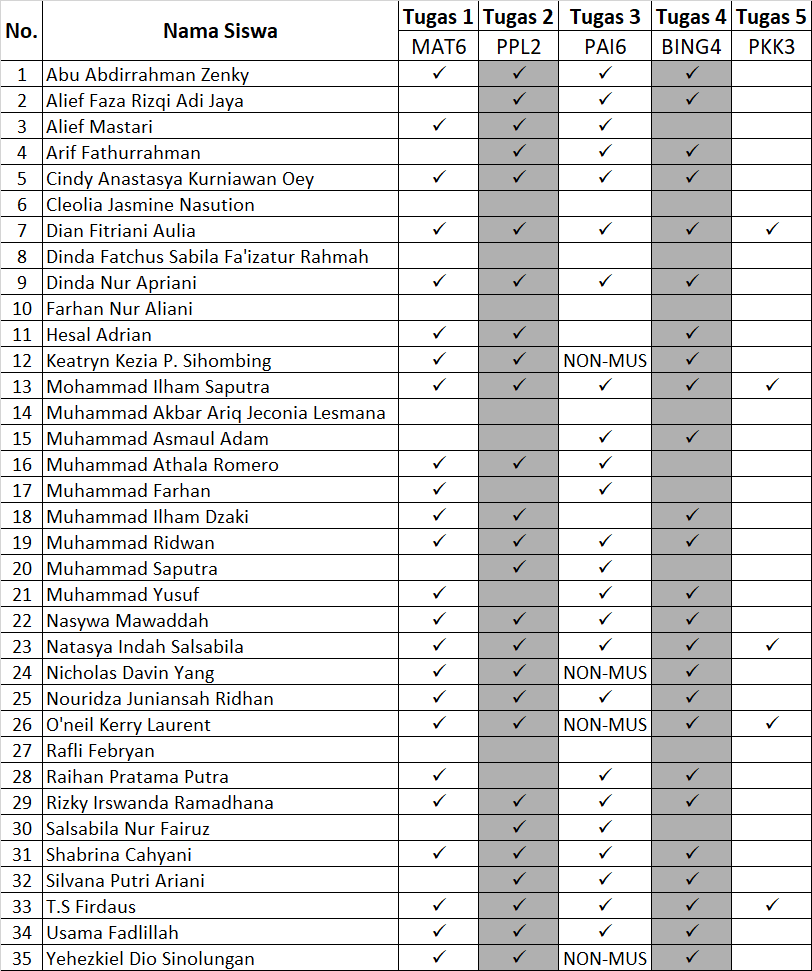 No. Nama Siswa Tugas 1 Tugas 2 Tugas 3 Tugas 4 Tugas 5
MAT6 PPL2 PAI6 BING4 PKK3
1 Abu Abdirrahman Zenky ✓ ✓ ✓ ✓
2 Alief Faza Rizqi Adi Jaya ✓ ✓ ✓
3 Alief Mastari ✓ ✓ ✓
4 Arif Fathurrahman ✓ ✓ ✓
5 Cindy Anastasya Kurniawan Oey ✓ ✓ ✓ ✓
6 Cleolia Jasmine Nasution
7 Dian Fitriani Aulia ✓ ✓ ✓ ✓ ✓
8 Dinda Fatchus Sabila Fa'izatur Rahmah
9 Dinda Nur Apriani ✓ ✓ ✓ ✓
10 Farhan Nur Aliani
11 Hesal Adrian ✓ ✓ ✓
12 Keatryn Kezia P. Sihombing ✓ ✓ NON-MUS ✓
13 Mohammad Ilham Saputra ✓ ✓ ✓ ✓ ✓
14 Muhammad Akbar Ariq Jeconia Lesmana
15 Muhammad Asmaul Adam ✓ ✓
16 Muhammad Athala Romero ✓ ✓ ✓
17 Muhammad Farhan ✓ ✓
18 Muhammad Ilham Dzaki ✓ ✓ ✓
19 Muhammad Ridwan ✓ ✓ ✓ ✓
20 Muhammad Saputra ✓ ✓
21 Muhammad Yusuf ✓ ✓ ✓
22 Nasywa Mawaddah ✓ ✓ ✓ ✓
23 Natasya Indah Salsabila ✓ ✓ ✓ ✓ ✓
24 Nicholas Davin Yang ✓ ✓ NON-MUS ✓
25 Nouridza Juniansah Ridhan ✓ ✓ ✓ ✓
26 O'neil Kerry Laurent ✓ ✓ NON-MUS ✓ ✓
27 Rafli Febryan
28 Raihan Pratama Putra ✓ ✓ ✓
29 Rizky Irswanda Ramadhana ✓ ✓ ✓ ✓
30 Salsabila Nur Fairuz ✓ ✓
31 Shabrina Cahyani ✓ ✓ ✓ ✓
32 Silvana Putri Ariani ✓ ✓ ✓
33 T.S Firdaus ✓ ✓ ✓ ✓ ✓
34 Usama Fadlillah ✓ ✓ ✓ ✓
35 Yehezkiel Dio Sinolungan ✓ ✓ NON-MUS ✓